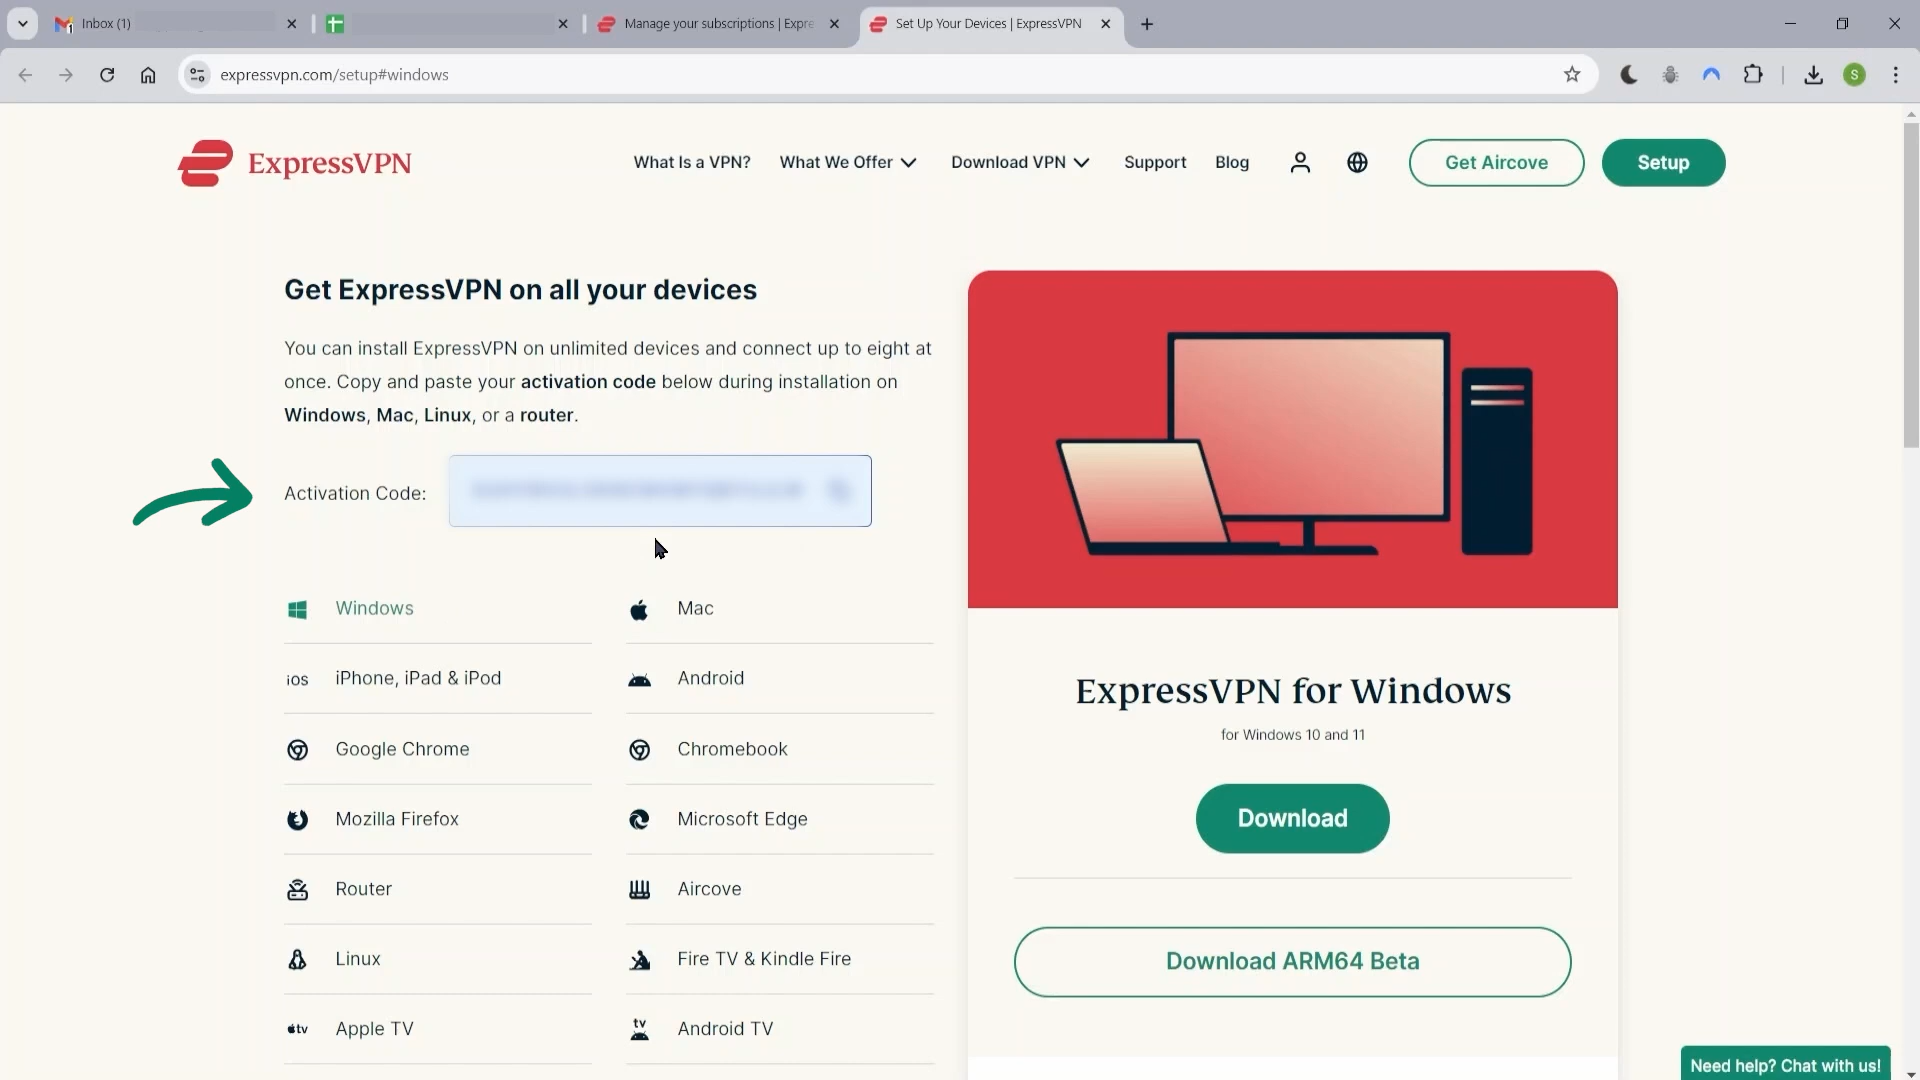 Inbox (1)
Manage your subscriptions | Expre
Set Up Your Devices | ExpressVPN
expressvpn.com/setup#windows
S
ExpressVPN
What Is a VPN?
What We Offer
Download VPN
Support
Blog
Get Aircove
Setup
Get ExpressVPN on all your devices
You can install ExpressVPN on unlimited devices and connect up to eight at
once. Copy and paste your activation code below during installation on
Windows, Mac, Linux, or a router.
Activation Code:
Windows
Mac
ios
iPhone, iPad & iPod
Android
Google Chrome
Chromebook
Mozilla Firefox
Microsoft Edge
Router
Aircove
Linux
Fire TV & Kindle Fire
tv
Apple TV
tv
Android TV
ExpressVPN for Windows
for Windows 10 and 11
Download
Download ARM64 Beta
Need help? Chat with us!